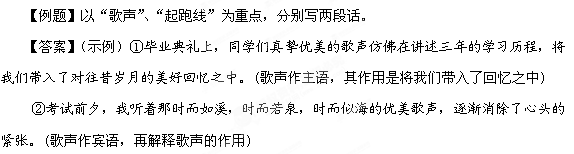 【例题】以“歌声”、“起跑线”为重点，分别写两段话。
【答案】(示例)①毕业典礼上，同学们真挚优美的歌声仿佛在讲述三年的学习历程，将
我们带入了对往昔岁月的美好回忆之中。(歌声作主语，其作用是将我们带入了回忆之中)
②考试前夕，我听着那时而如溪，时而若泉，时而似海的优美歌声，逐渐消除了心头的
紧张。(歌声作宾语，再解释歌声的作用)